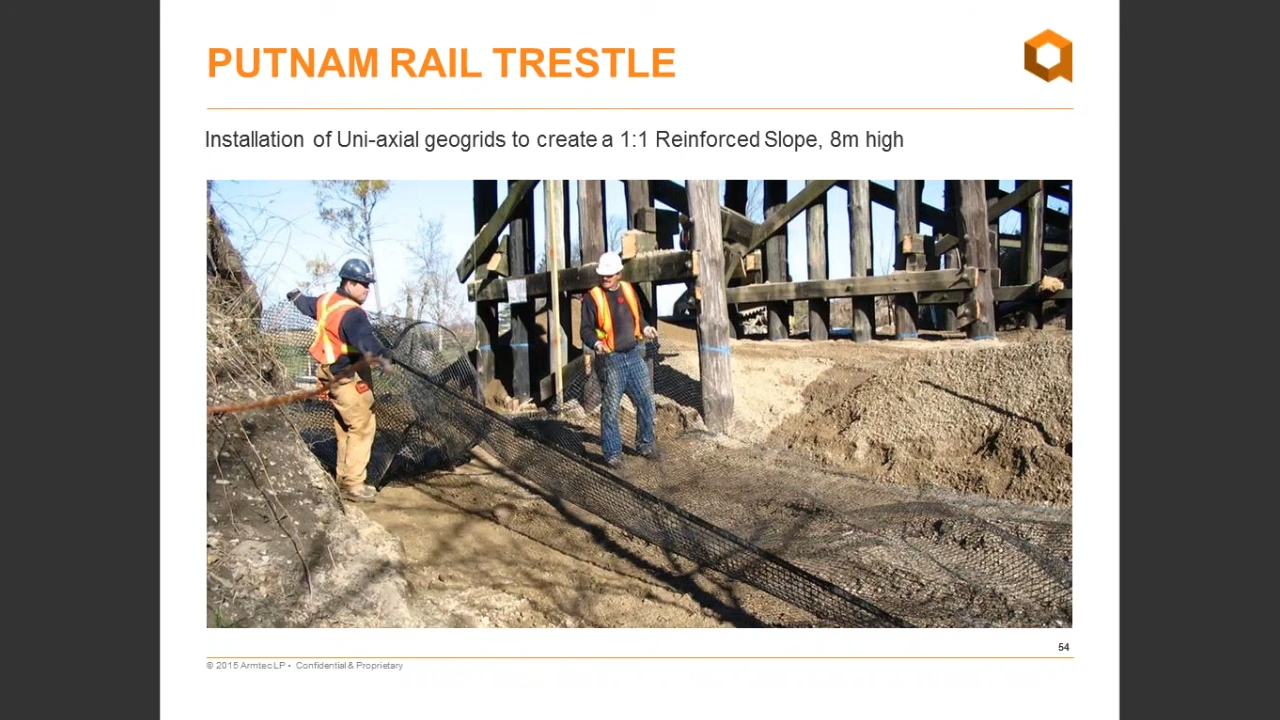 PUTNAM RAIL TRESTLE
Installation of Uni-axial geogrids to create a 1:1 Reinforced Slope, 8m high
54
© 2015 Armtec LP • Confidential & Proprietary